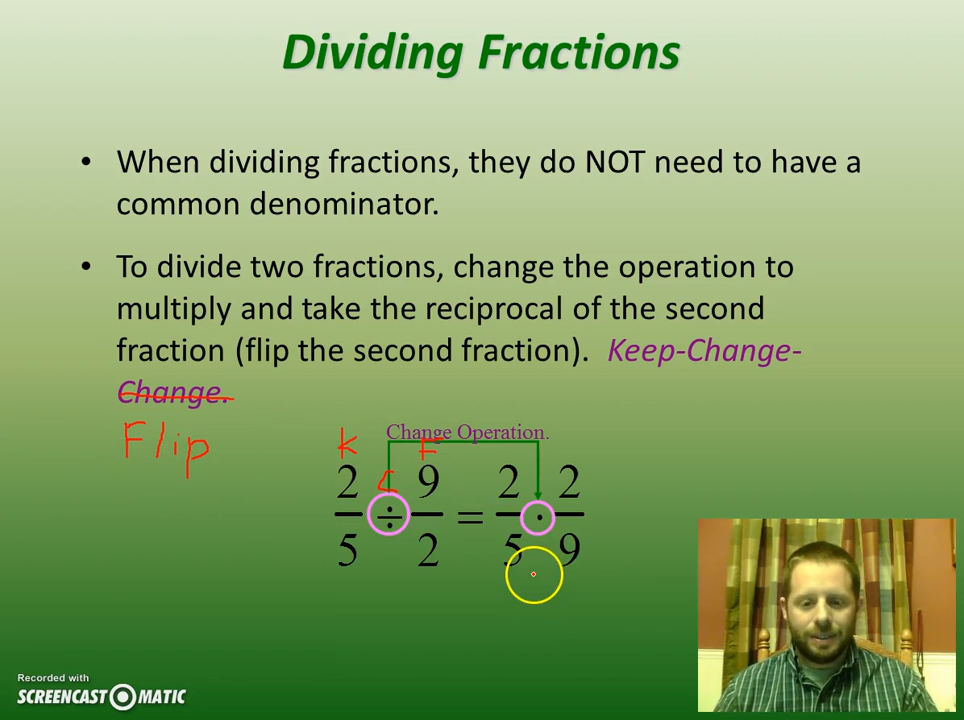 Dividing Fractions
• When dividing fractions, they do NOT need to have a
common denominator.
• To divide two fractions, change the operation to
multiply and take the reciprocal of the second
fraction (flip the second fraction). Keep-Change-
Change.
Flip
Change Operation.
K C F
2/5 ÷ 9/2 = 2/5 · 2/9
Recorded with
SCREENCAST-O-MATIC